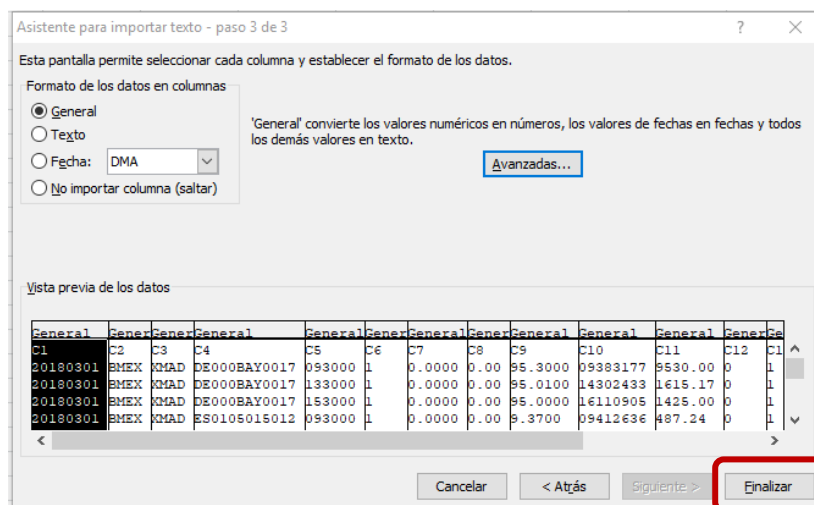 Asistente para importar texto - paso 3 de 3
?
Esta pantalla permite seleccionar cada columna y establecer el formato de los datos.
Formato de los datos en columnas
General
Texto
Fecha: DMA
No importar columna (saltar)
'General' convierte los valores numéricos en números, los valores de fechas en fechas y todos
los demás valores en texto.
Avanzadas...
Vista previa de los datos
General Gener Gener General General Gener General Gener General General General Gener Ge
C1 C2 C3 C4 C5 C6 C7 C8 C9 C10 C11 C12 C1
20180301 BMEX XMAD DE000BAY0017 093000 1 0.0000 0.00 95.3000 09383177 9530.00 0 1
20180301 BMEX XMAD DE000BAY0017 133000 1 0.0000 0.00 95.0100 14302433 1615.17 0 1
20180301 BMEX XMAD DE000BAY0017 153000 1 0.0000 0.00 95.0000 16110905 1425.00 0 1
20180301 BMEX XMAD ES0105015012 093000 1 0.0000 0.00 9.3700 09412636 487.24 0 1
Cancelar < Atrás Siguiente > Finalizar